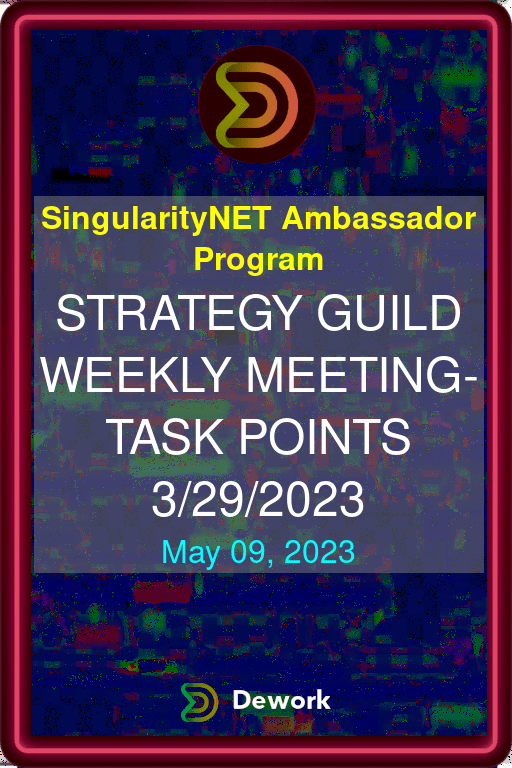 SingularityNET Ambassador
Program
STRATEGY GUILD
WEEKLY MEETING-
TASK POINTS
3/29/2023
May 09, 2023
Dework